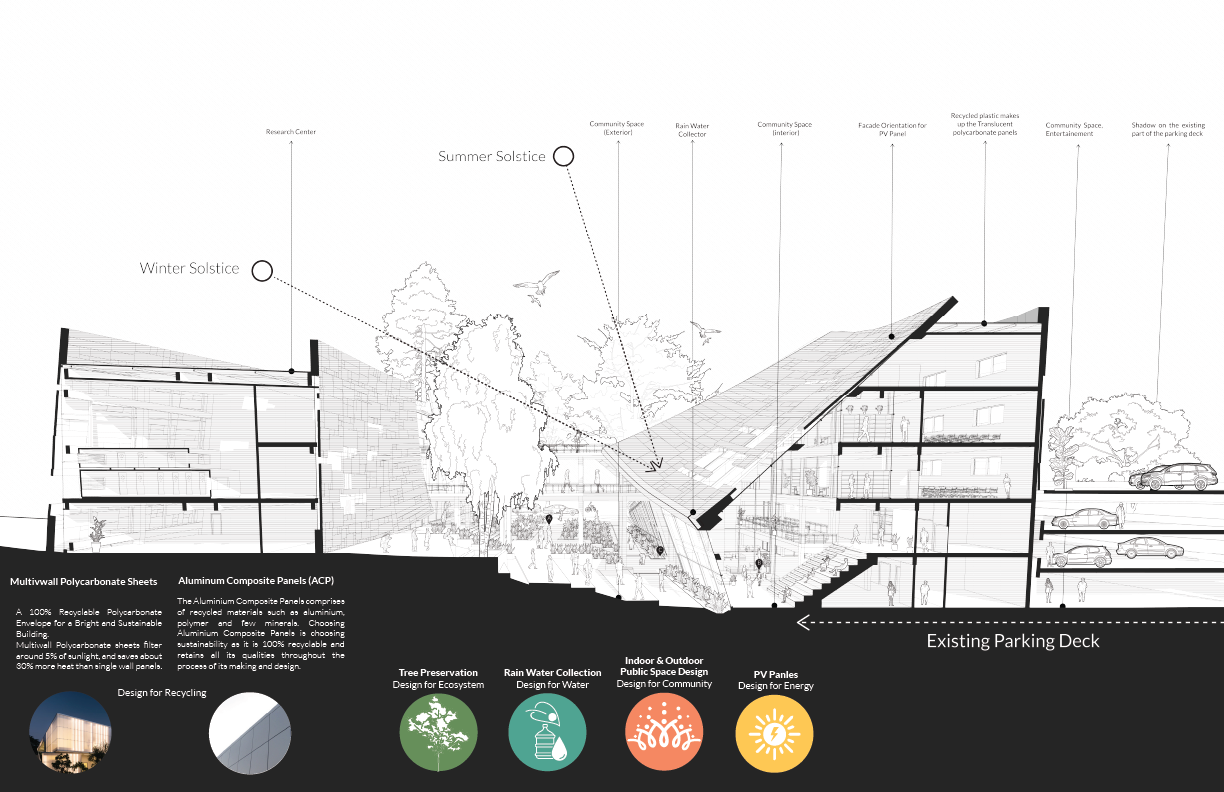 Research Center
Community Space
(Exterior)
Rain Water
Collector
Community Space
(interior)
Facade Orientation for
PV Panel
Recycled plastic makes
up the Translucent
polycarbonate panels
Community Space,
Entertainement
Shadow on the existing
part of the parking deck
Summer Solstice
Winter Solstice
Multivwall Polycarbonate Sheets
A 100% Recyclable Polycarbonate
Envelope for a Bright and Sustainable
Building.
Multiwall Polycarbonate sheets filter
around 5% of sunlight, and saves about
30% more heat than single wall panels.
Aluminum Composite Panels (ACP)
The Aluminium Composite Panels comprises
of recycled materials such as aluminium,
polymer and few minerals. Choosing
Aluminium Composite Panels is choosing
sustainability as it is 100% recyclable and
retains all its qualities throughout the
process of its making and design.
Design for Recycling
Tree Preservation
Design for Ecosystem
Rain Water Collection
Design for Water
Indoor & Outdoor
Public Space Design
Design for Community
PV Panles
Design for Energy
Existing Parking Deck